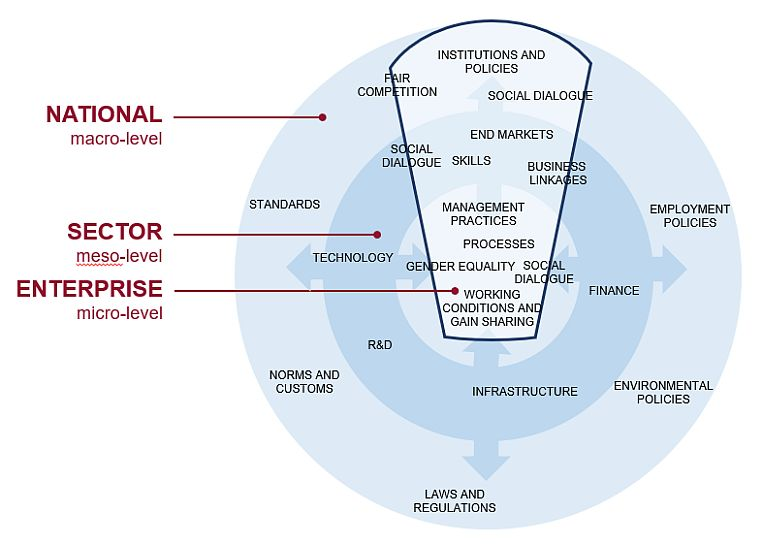 INSTITUTIONS AND
POLICIES
FAIR
COMPETITION
SOCIAL DIALOGUE
NATIONAL
macro-level
END MARKETS
SOCIAL
DIALOGUE
SKILLS
BUSINESS
LINKAGES
STANDARDS
MANAGEMENT
PRACTICES
EMPLOYMENT
POLICIES
SECTOR
meso-level
PROCESSES
TECHNOLOGY
GENDER EQUALITY
SOCIAL
DIALOGUE
ENTERPRISE
micro-level
WORKING
CONDITIONS AND
GAIN SHARING
FINANCE
R&D
NORMS AND
CUSTOMS
INFRASTRUCTURE
ENVIRONMENTAL
POLICIES
LAWS AND
REGULATIONS